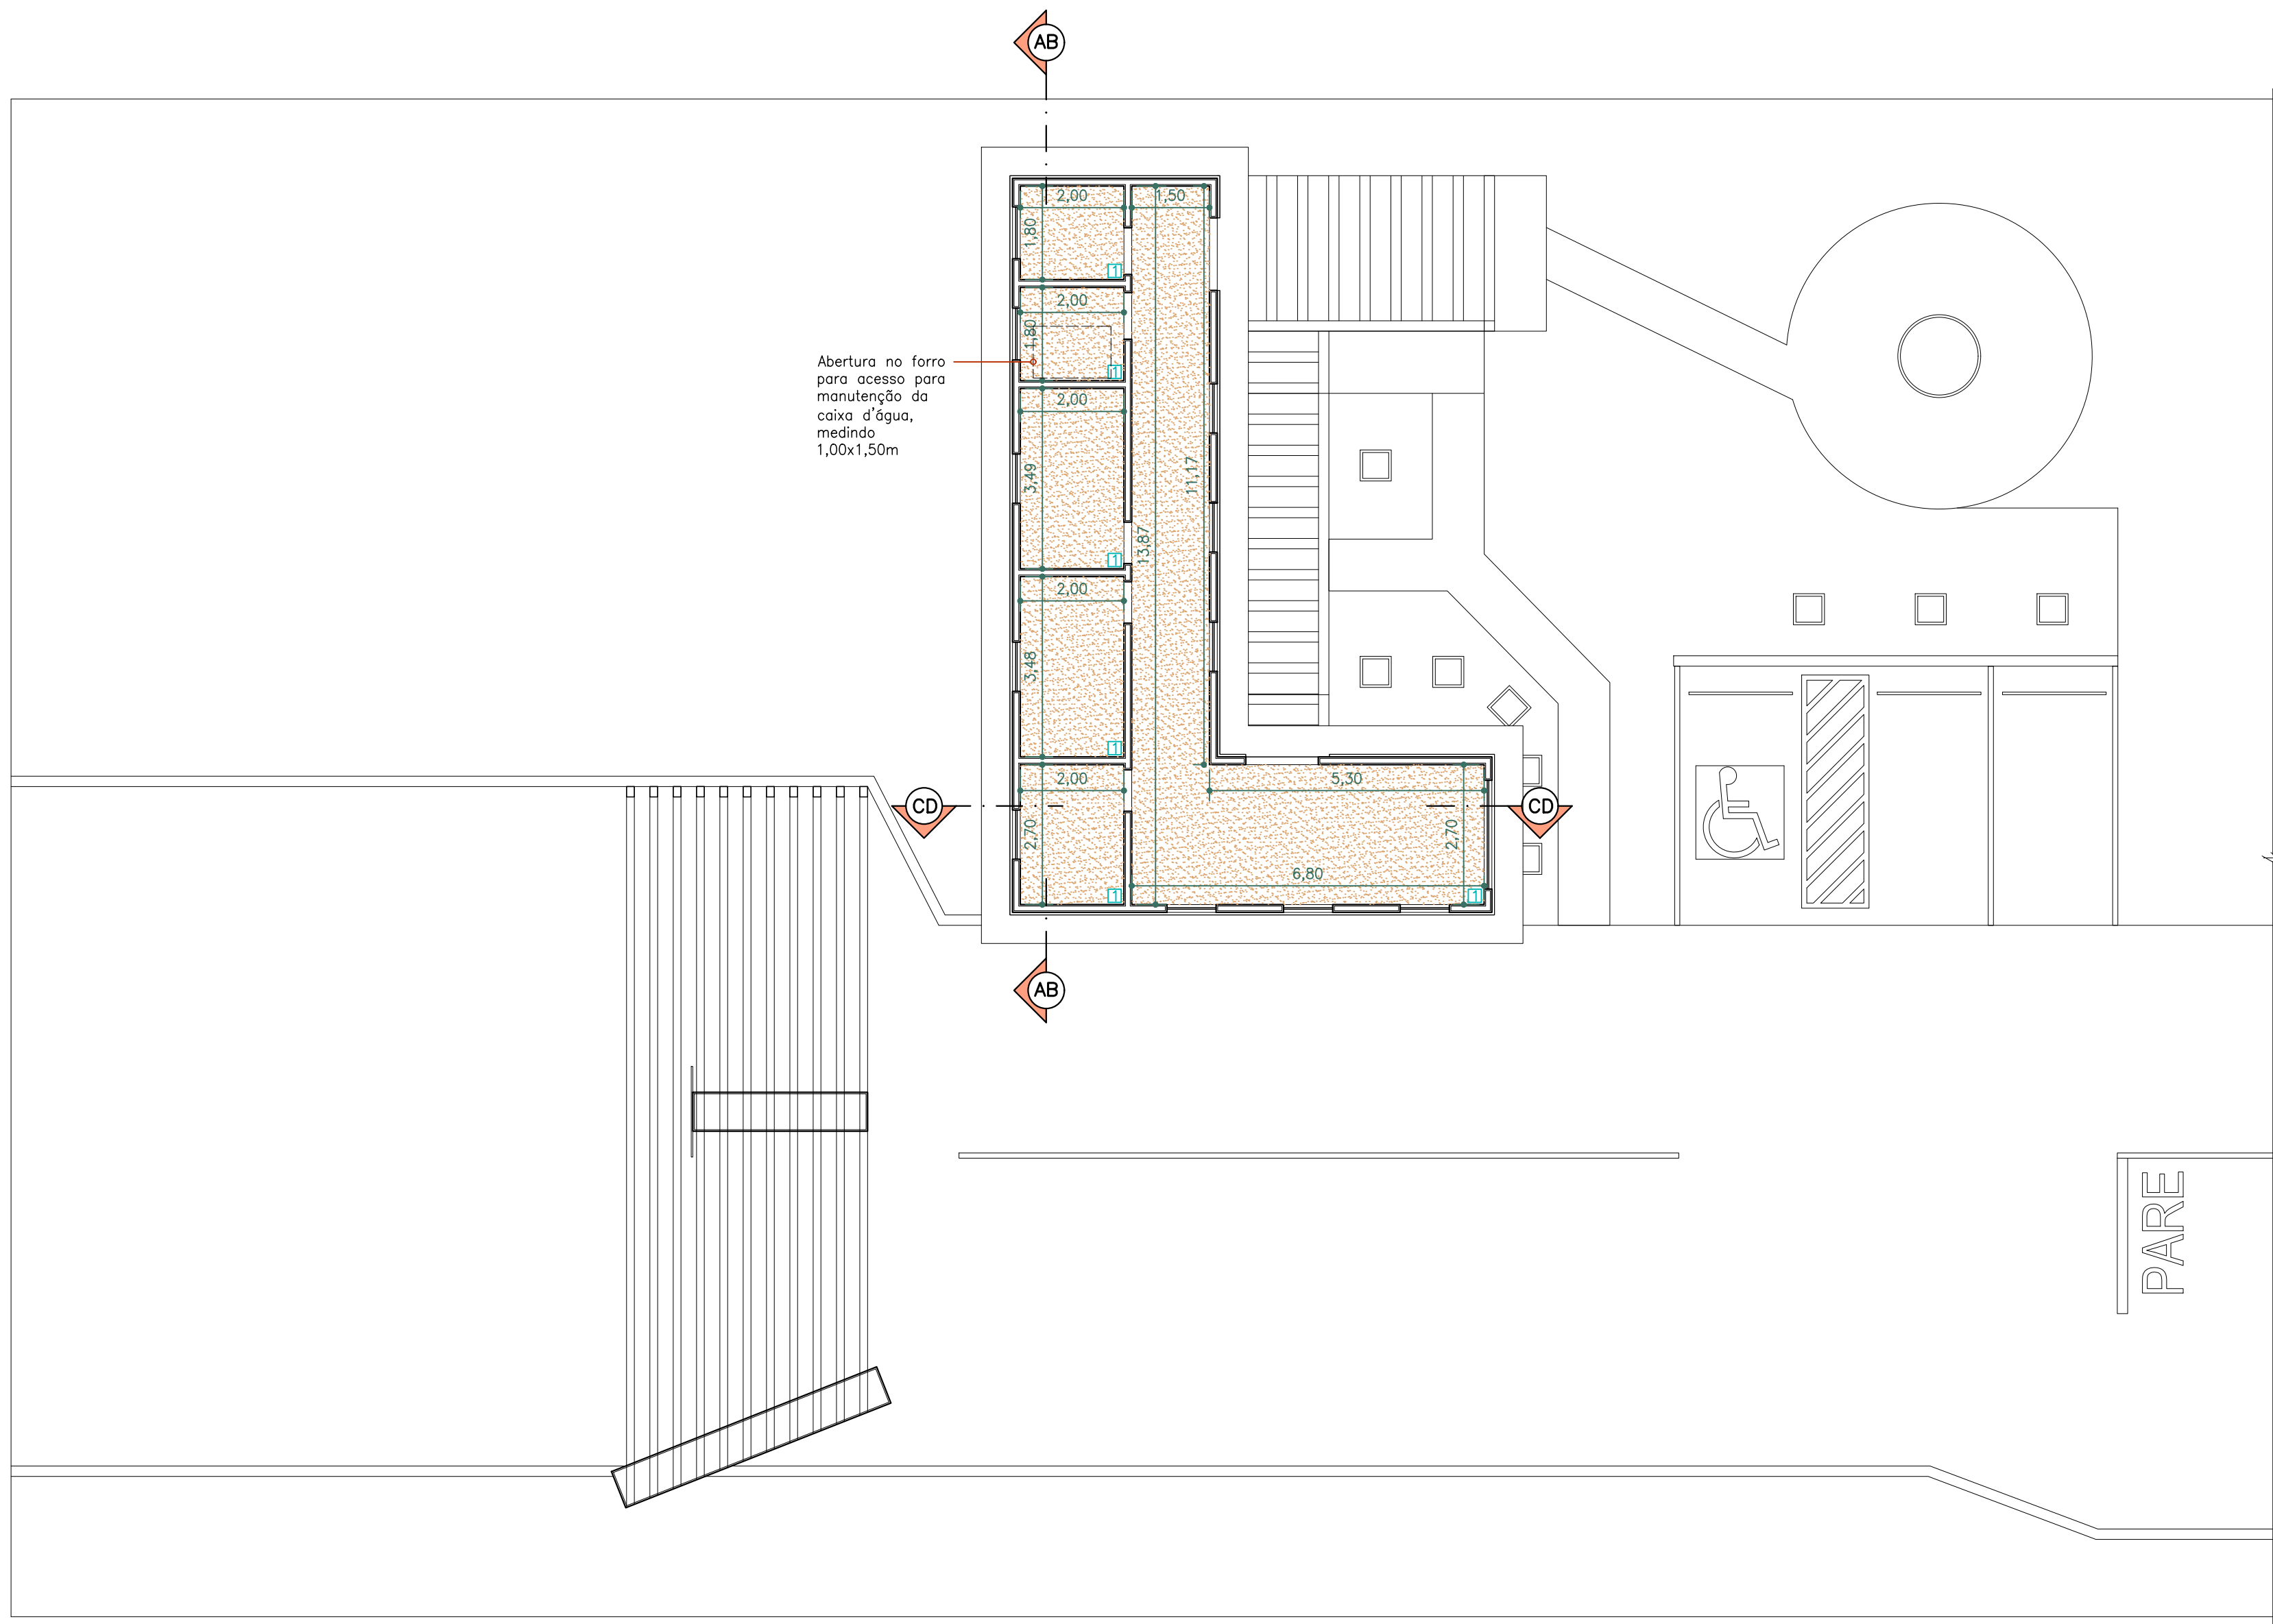 AB
2,00
1,50
1,80
1
2,00
1,80
Abertura no forro
para acesso para
manutenção da
caixa d'água,
medindo
1,00x1,50m
1
2,00
3,49
11,17
13,87
1
2,00
3,48
1
2,00
5,30
CD
CD
2,70
2,70
6,80
1
1
AB
PARE